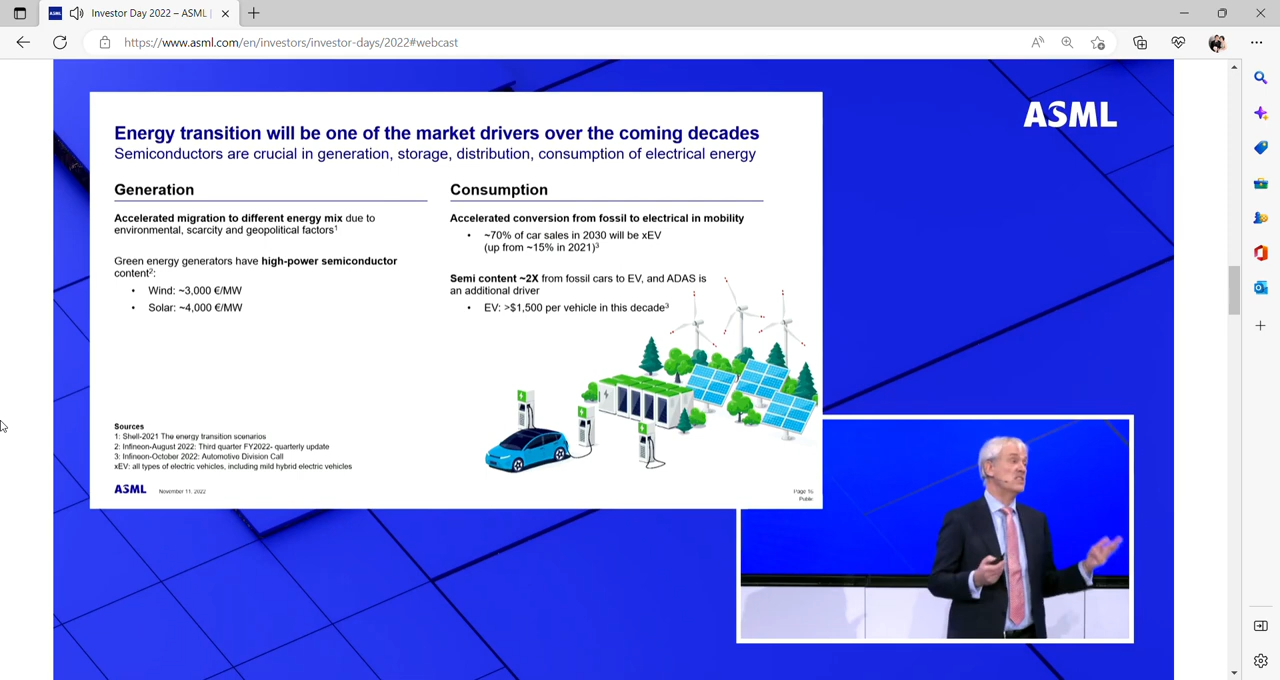 Investor Day 2022 – ASML |
https://www.asml.com/en/investors/investor-days/2022#webcast
ASML
Energy transition will be one of the market drivers over the coming decades
Semiconductors are crucial in generation, storage, distribution, consumption of electrical energy
Generation
Accelerated migration to different energy mix due to
environmental, scarcity and geopolitical factors¹
Green energy generators have high-power semiconductor
content²:
• Wind: ~3,000 €/MW
• Solar: ~4,000 €/MW
Consumption
Accelerated conversion from fossil to electrical in mobility
• ~70% of car sales in 2030 will be xEV
(up from ~15% in 2021)³
Semi content ~2X from fossil cars to EV, and ADAS is
an additional driver
• EV: >$1,500 per vehicle in this decade³
Sources
1: Shell-2021 The energy transition scenarios
2: Infineon-August 2022: Third quarter FY2022- quarterly update
3: Infineon-October 2022: Automotive Division Call
xEV: all types of electric vehicles, including mild hybrid electric vehicles
ASML November 11, 2022
Page